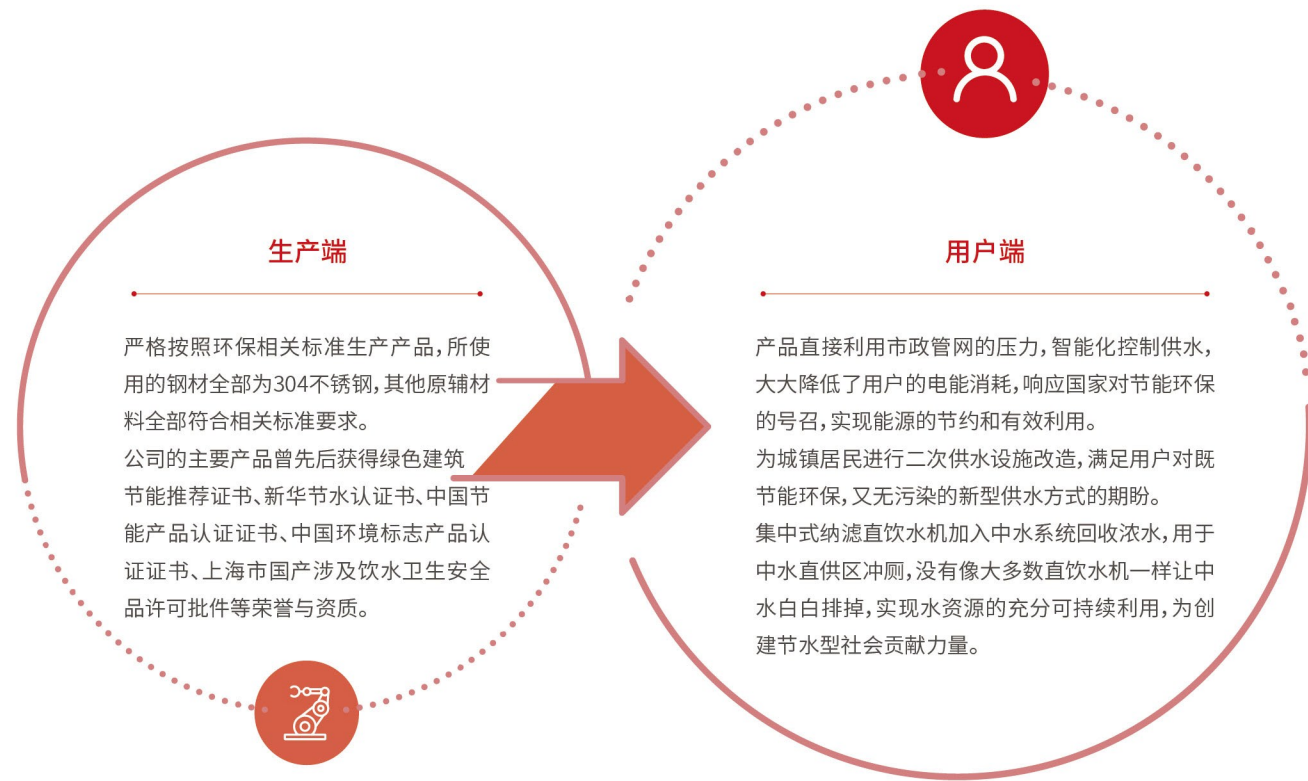 生产端
严格按照环保相关标准生产产品，所使
用的钢材全部为304不锈钢，其他原辅材
料全部符合相关标准要求。
公司的主要产品曾先后获得绿色建筑
节能推荐证书、新华节水认证书、中国节
能产品认证证书、中国环境标志产品认
证证书、上海市国产涉及饮水卫生安全
品许可批件等荣誉与资质。
用户端
产品直接利用市政管网的压力，智能化控制供水，
大大降低了用户的电能消耗，响应国家对节能环保
的号召，实现能源的节约和有效利用。
为城镇居民进行二次供水设施改造，满足用户对既
节能环保，又无污染的新型供水方式的期盼。
集中式纳滤直饮水机加入中水系统回收浓水，用于
中水直供区冲厕，没有像大多数直饮水机一样让中
水白白排掉，实现水资源的充分可持续利用，为创
建节水型社会贡献力量。